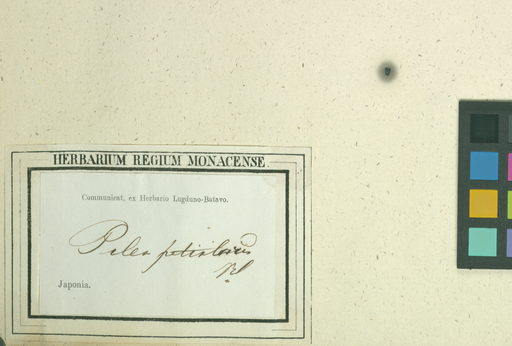 HERBARIUM REGIUM MONACENSE.
Communicat. ex Herbario Lugduno-Batavo.
Pilea petiolaris
Bl
Japonia.